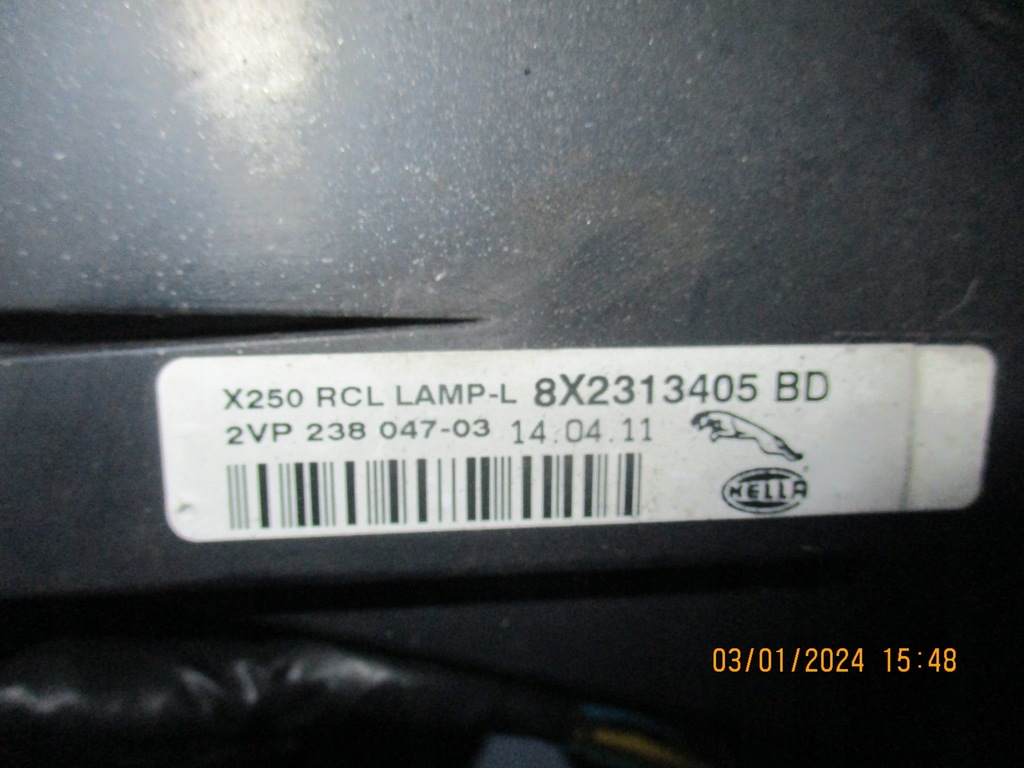 X250 RCL LAMP-L 8X2313405 BD
2VP 238 047-03 14.04.11
HELLA
03/01/2024 15:48